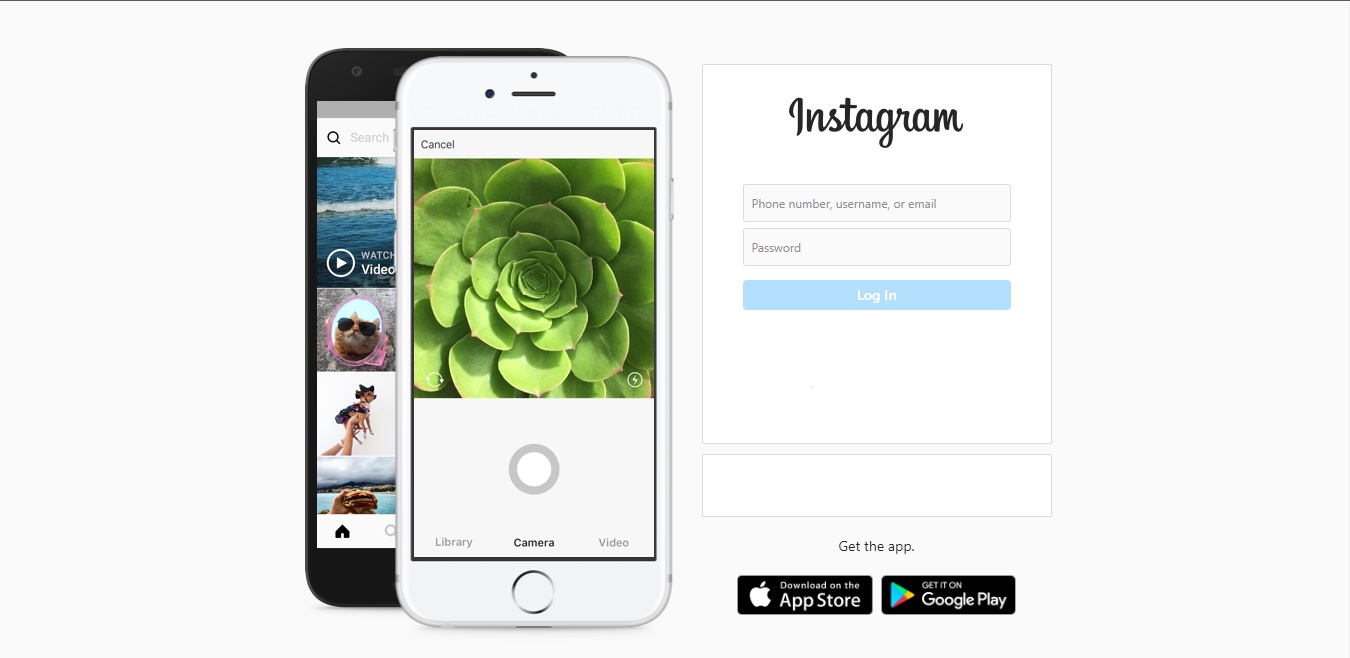 Search
WATCH
Video
Cancel
Library
Camera
Video
Instagram
Phone number, username, or email
Password
Log In
Get the app.
Download on the
App Store
GET IT ON
Google Play